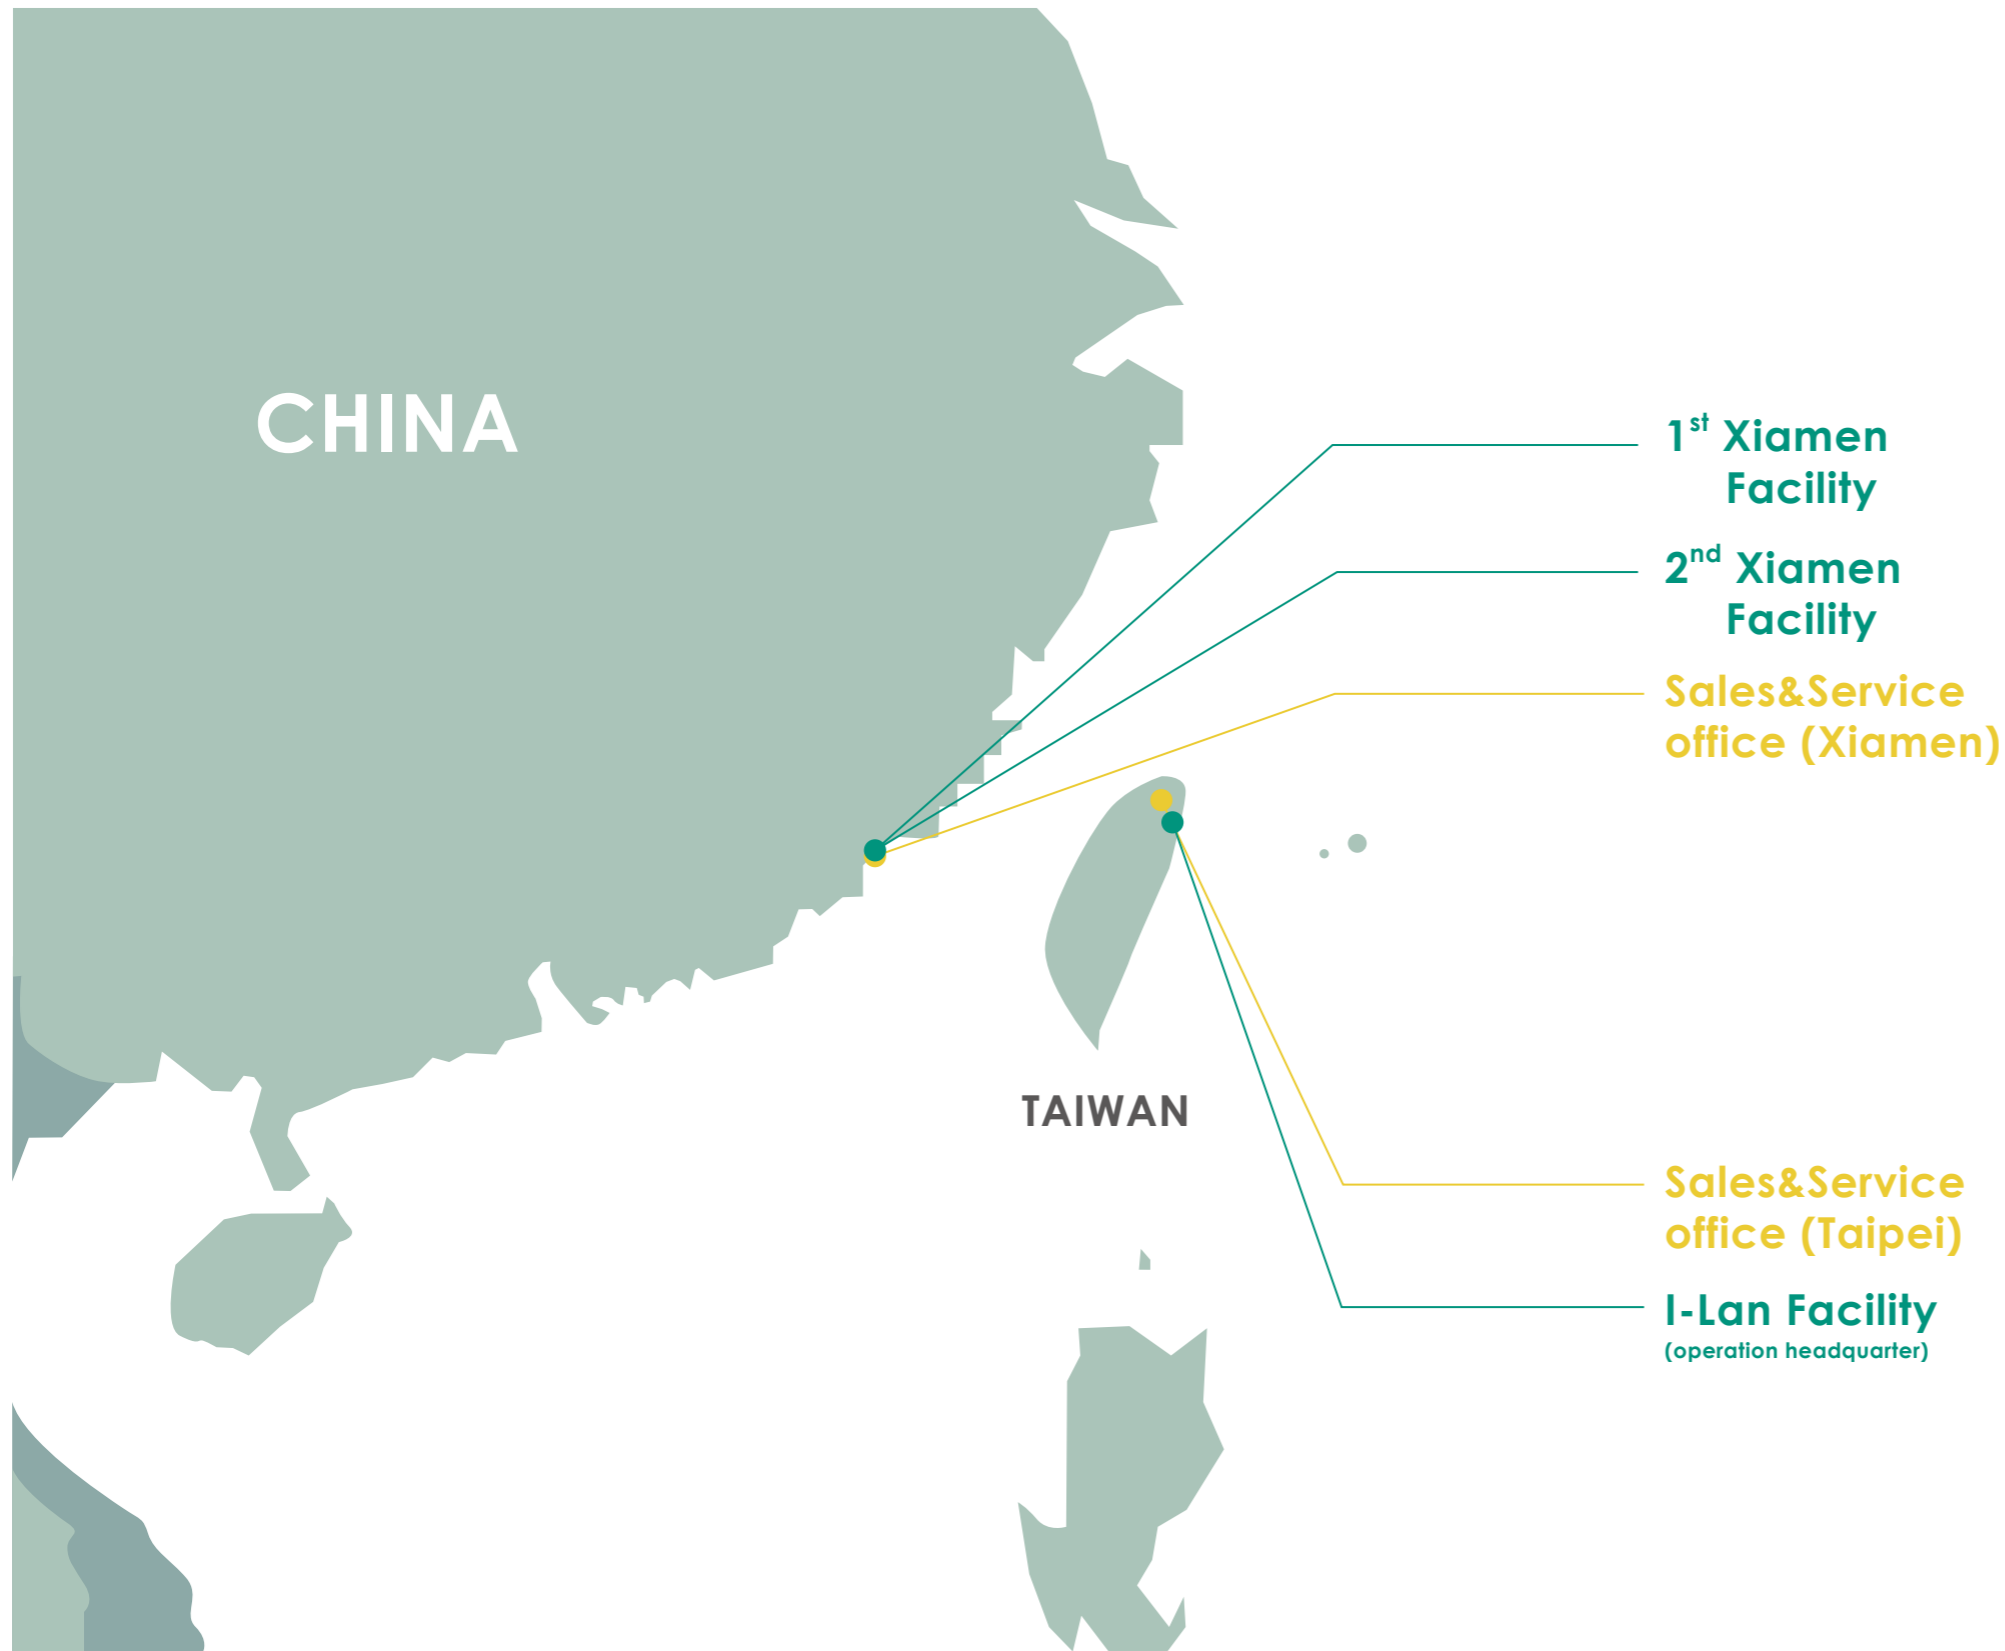 CHINA
1st Xiamen
Facility
2nd Xiamen
Facility
Sales&Service
office (Xiamen)
TAIWAN
Sales&Service
office (Taipei)
I-Lan Facility
(operation headquarter)